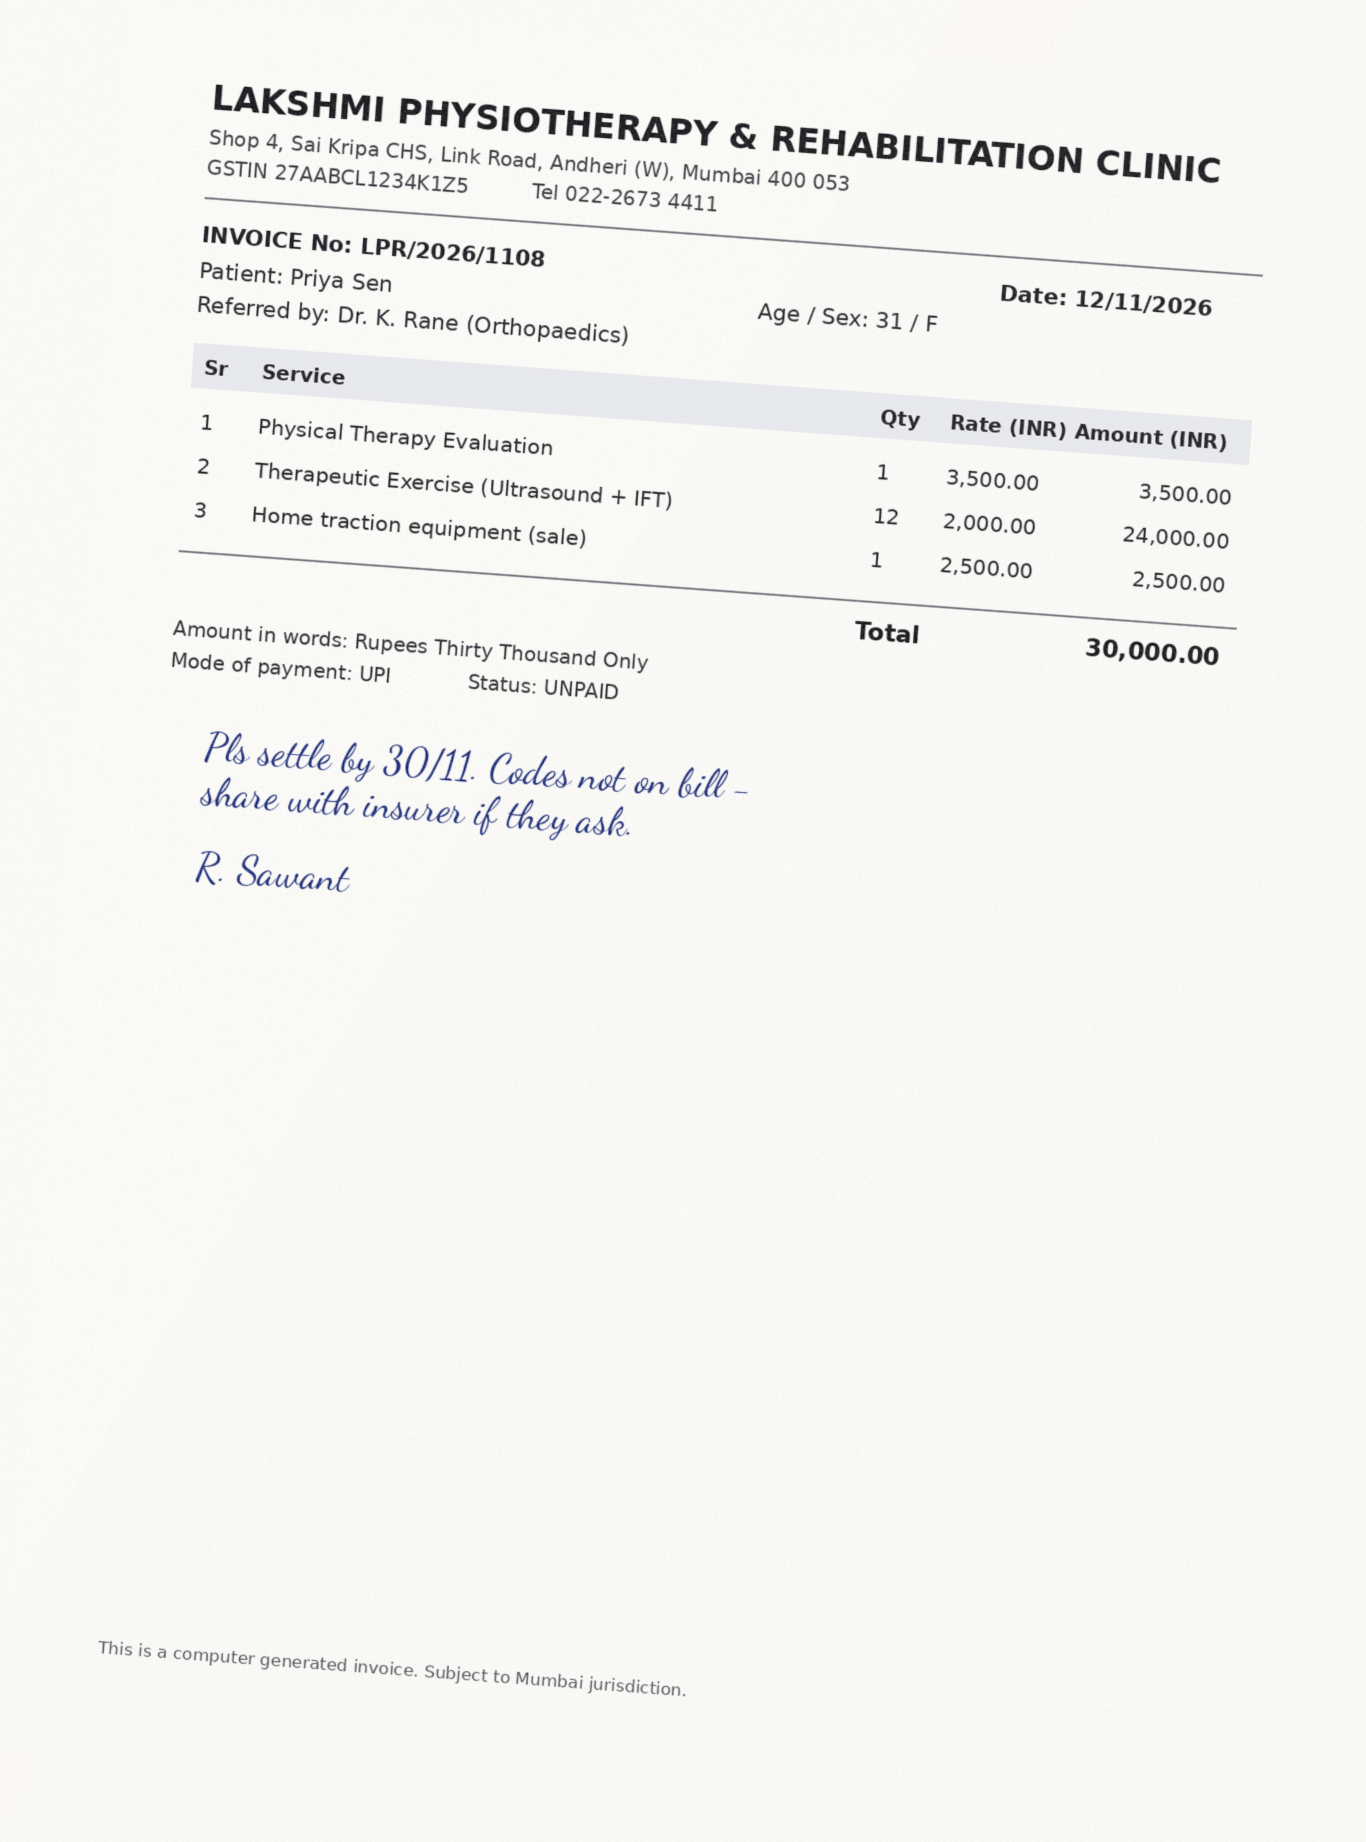 LAKSHMI PHYSIOTHERAPY & REHABILITATION CLINIC
Shop 4, Sai Kripa CHS, Link Road, Andheri (W), Mumbai 400 053
GSTIN 27AABCL1234K1Z5 Tel 022-2673 4411
INVOICE No: LPR/2026/1108 Date: 12/11/2026
Patient: Priya Sen Age / Sex: 31 / F
Referred by: Dr. K. Rane (Orthopaedics)
Sr Service Qty Rate (INR) Amount (INR)
1 Physical Therapy Evaluation 1 3,500.00 3,500.00
2 Therapeutic Exercise (Ultrasound + IFT) 12 2,000.00 24,000.00
3 Home traction equipment (sale) 1 2,500.00 2,500.00
Total 30,000.00
Amount in words: Rupees Thirty Thousand Only
Mode of payment: UPI Status: UNPAID
Pls settle by 30/11. Codes not on bill –
share with insurer if they ask.
R. Sawant
This is a computer generated invoice. Subject to Mumbai jurisdiction.